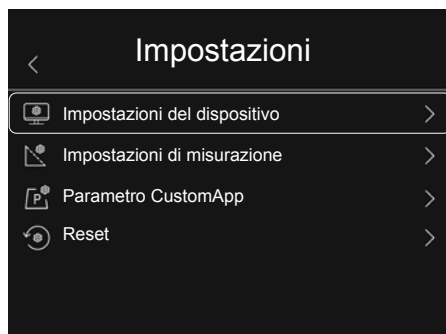 Impostazioni
Impostazioni del dispositivo
Impostazioni di misurazione
P Parametro CustomApp
Reset